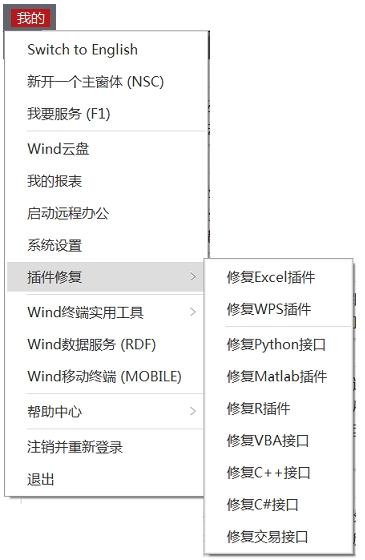 我的
Switch to English
新开一个主窗体 (NSC)
我要服务 (F1)
Wind云盘
我的报表
启动远程办公
系统设置
插件修复
Wind终端实用工具
Wind数据服务 (RDF)
Wind移动终端 (MOBILE)
帮助中心
注销并重新登录
退出
修复Excel插件
修复WPS插件
修复Python接口
修复Matlab插件
修复R插件
修复VBA接口
修复C++接口
修复C#接口
修复交易接口